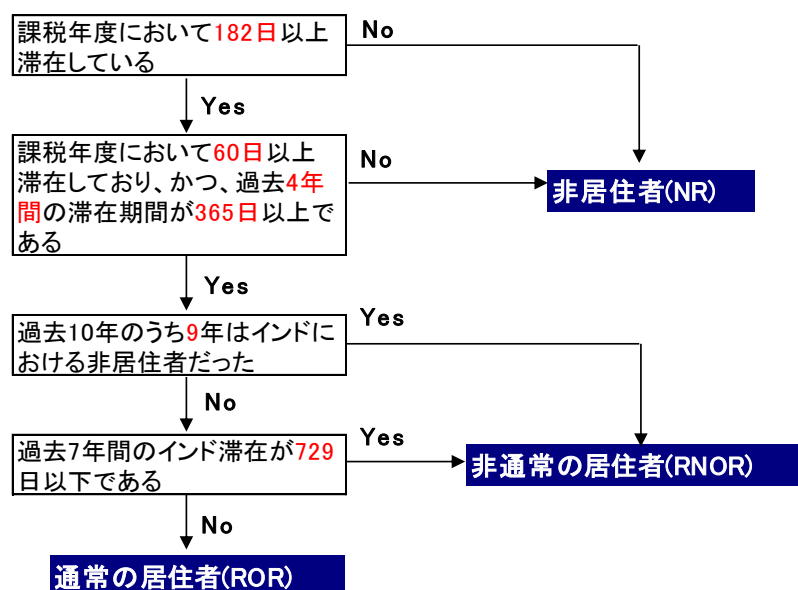 課税年度において182日以上
滞在している
No
Yes
課税年度において60日以上
滞在しており、かつ、過去4年
間の滞在期間が365日以上で
ある
No
非居住者(NR)
Yes
過去10年のうち9年はインドに
おける非居住者だった
Yes
No
過去7年間のインド滞在が729
日以下である
Yes
非通常の居住者(RNOR)
No
通常の居住者(ROR)